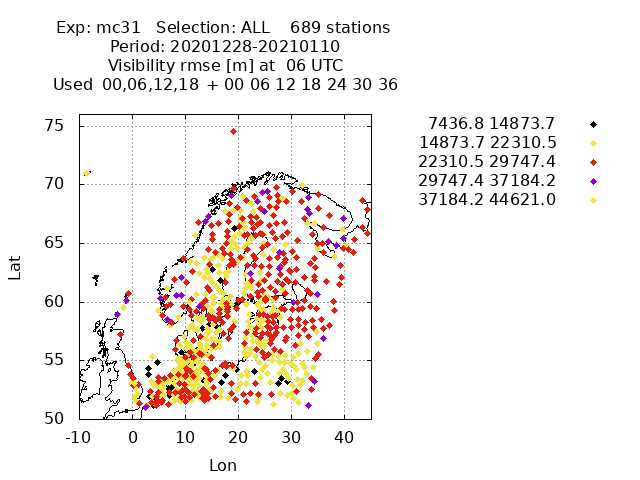 Exp: mc31 Selection: ALL 689 stations
Period: 20201228-20210110
Visibility rmse [m] at 06 UTC
Used 00,06,12,18 + 00 06 12 18 24 30 36
7436.8 14873.7
14873.7 22310.5
22310.5 29747.4
29747.4 37184.2
37184.2 44621.0
75
70
65
60
55
50
Lat
-10 0 10 20 30 40
Lon